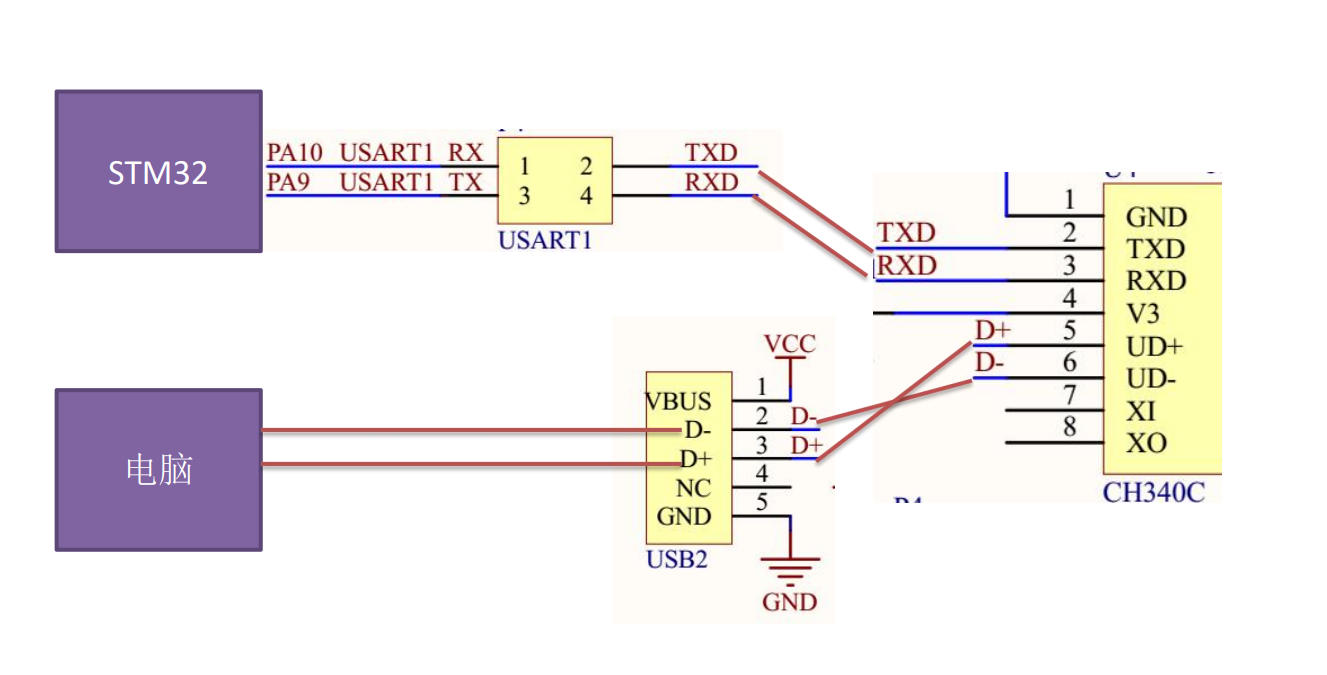 STM32
PA10 USART1 RX
PA9 USART1 TX
1 2
3 4
USART1
TXD
RXD
TXD
RXD
D+
D-
1
2
3
4
5
6
7
8
GND
TXD
RXD
V3
UD+
UD-
XI
XO
CH340C
电脑
VBUS
D-
D+
NC
GND
USB2
1
2
3
4
5
VCC
D-
D+
GND